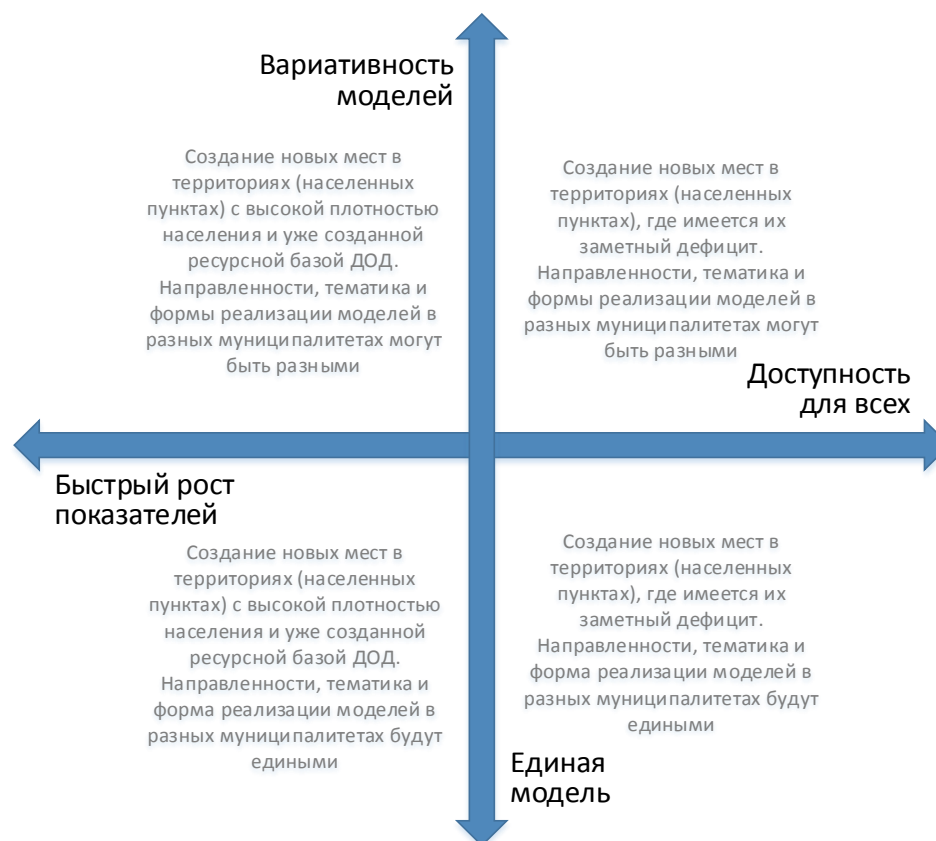 Вариативность
моделей
Создание новых мест в
территориях (населенных
пунктах) с высокой плотностью
населения и уже созданной
ресурсной базой ДОД.
Направленности, тематика и
формы реализации моделей в
разных муниципалитетах могут
быть разными
Создание новых мест в
территориях (населенных
пунктах), где имеется их
заметный дефицит.
Направленности, тематика и
формы реализации моделей в
разных муниципалитетах могут
быть разными
Доступность
для всех
Быстрый рост
показателей
Создание новых мест в
территориях (населенных
пунктах) с высокой плотностью
населения и уже созданной
ресурсной базой ДОД.
Направленности, тематика и
форма реализации моделей в
разных муниципалитетах будут
едиными
Создание новых мест в
территориях (населенных
пунктах), где имеется их
заметный дефицит.
Направленности, тематика и
форма реализации моделей в
разных муниципалитетах будут
едиными
Единая
модель